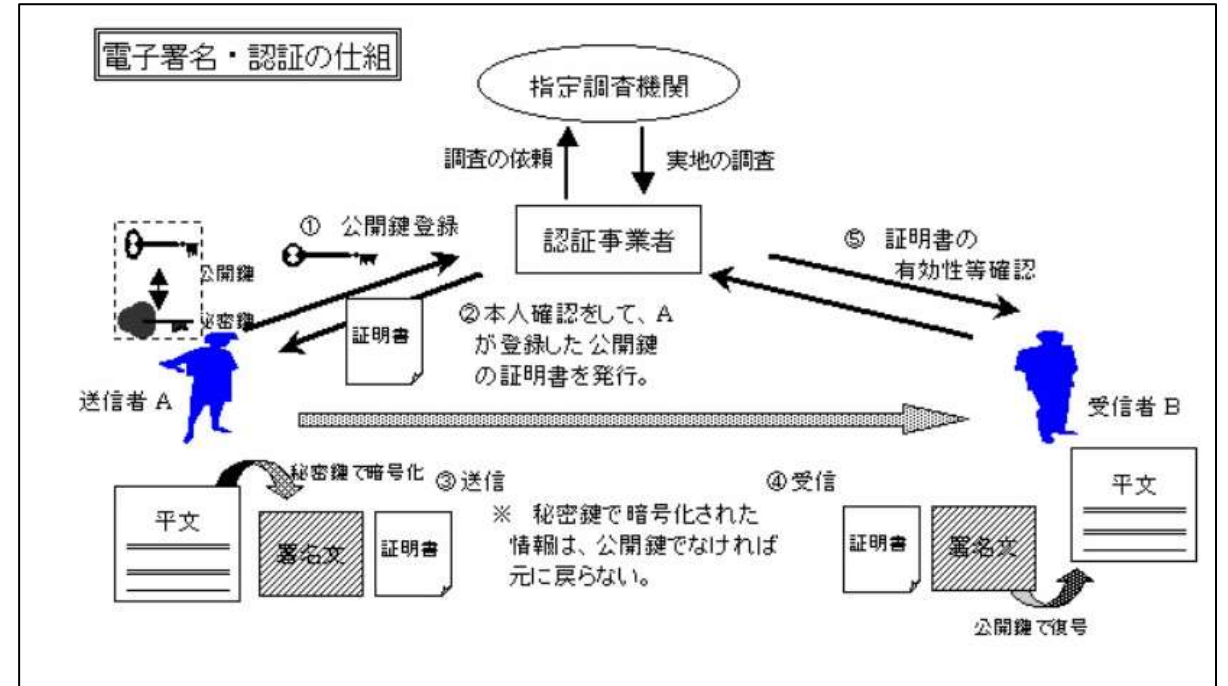 電子署名・認証の仕組
指定調査機関
調査の依頼
実地の調査
① 公開鍵登録
認証事業者
⑤ 証明書の
有効性等確認
公開鍵
秘密鍵
証明書
②本人確認をして、A
が登録した公開鍵
の証明書を発行。
送信者 A
受信者 B
秘密鍵で暗号化
③送信
④受信
平文
署名文
証明書
※ 秘密鍵で暗号化された
情報は、公開鍵でなければ
元に戻らない。
証明書
署名文
平文
公開鍵で復号